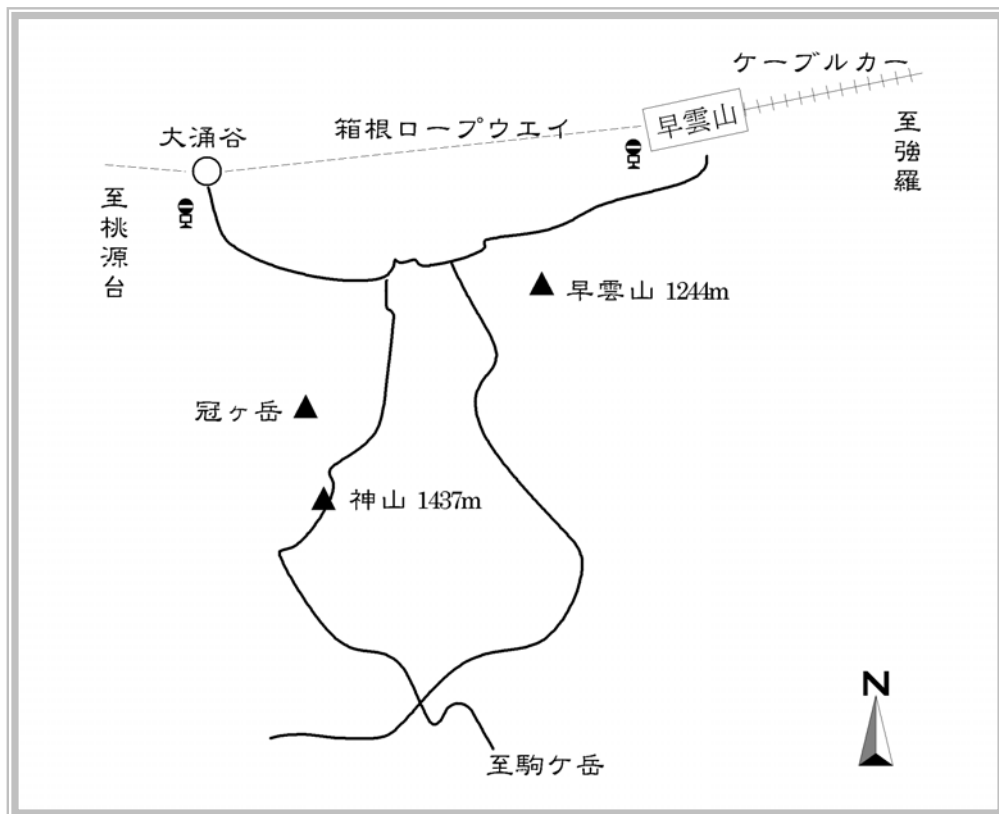 ケーブルカー
早雲山
箱根ロープウエイ
大涌谷
至強羅
至桃源台
早雲山 1244m
冠ヶ岳
神山 1437m
N
至駒ケ岳